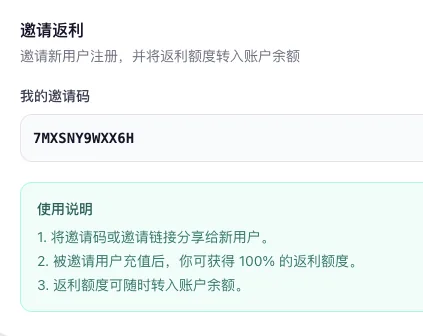 邀请返利
邀请新用户注册，并将返利额度转入账户余额
我的邀请码
7MXSNY9WXX6H
使用说明
1. 将邀请码或邀请链接分享给新用户。
2. 被邀请用户充值后，你可获得 100% 的返利额度。
3. 返利额度可随时转入账户余额。